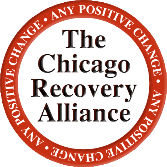 The
Chicago
Recovery
Alliance
ANY POSITIVE CHANGE • ANY POSITIVE CHANGE • ANY POSITIVE CHANGE •